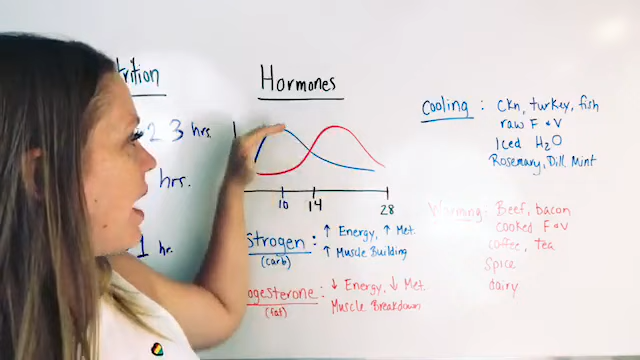 trition
2 3 hrs.
hrs.
1 hr.
Hormones
10 14 28
strogen : ↑ Energy, ↑ Met.
(carb) ↑ Muscle Building
ogesterone : ↓ Energy, ↓ Met.
(fat) Muscle Breakdown
Cooling : Ckn, turkey, fish
raw F + V
Iced H2O
Rosemary, Dill Mint
Warming : Beef, bacon
cooked F + V
coffee, tea
Spice
dairy